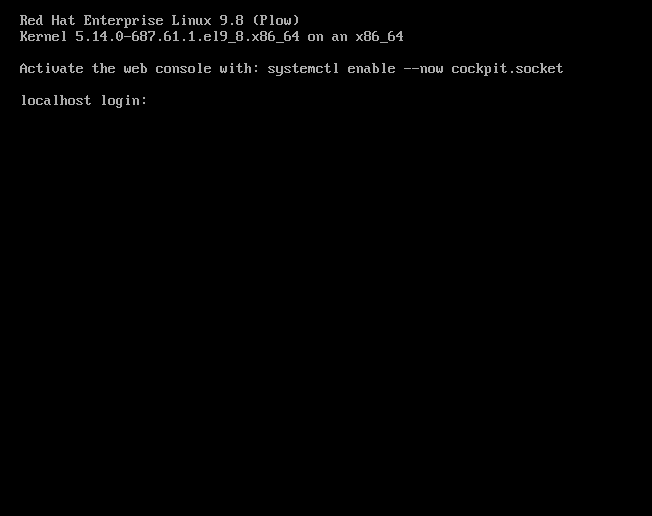 Red Hat Enterprise Linux 9.8 (Plow)
Kernel 5.14.0-687.61.1.el9_8.x86_64 on an x86_64
Activate the web console with: systemctl enable --now cockpit.socket
localhost login: